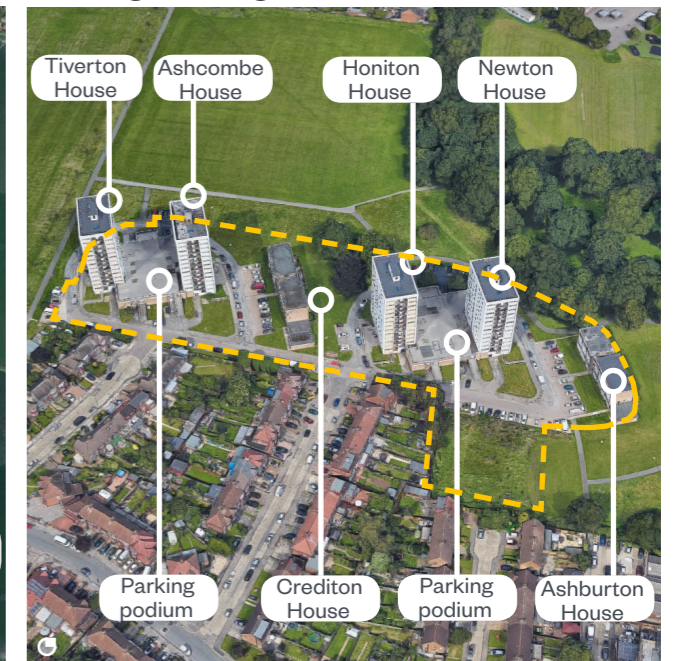 Tiverton
House
Ashcombe
House
Honiton
House
Newton
House
Parking
podium
Crediton
House
Parking
podium
Ashburton
House